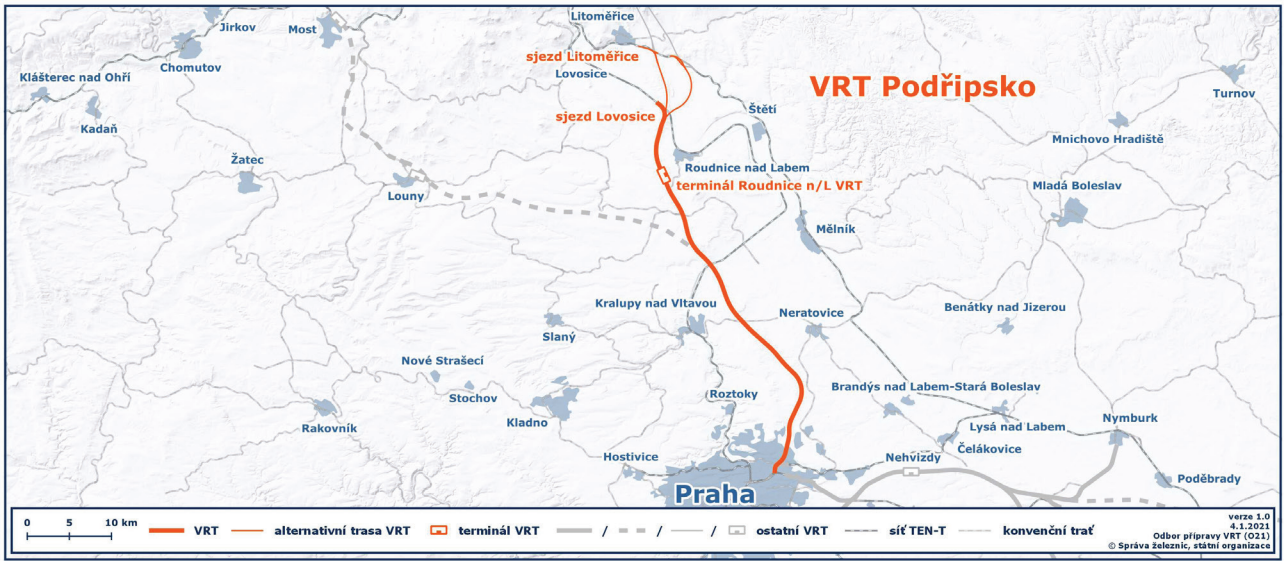 Jirkov
Most
Litoměřice
Chomutov
sjezd Litoměřice
Klášterec nad Ohří
Lovosice
VRT Podřipsko
Turnov
Kadaň
sjezd Lovosice
Štětí
Mnichovo Hradiště
Žatec
Roudnice nad Labem
terminál Roudnice n/L VRT
Mladá Boleslav
Louny
Mělník
Kralupy nad Vltavou
Neratovice
Benátky nad Jizerou
Slaný
Nové Strašecí
Stochov
Roztoky
Brandýs nad Labem-Stará Boleslav
Rakovník
Kladno
Lysá nad Labem
Nymburk
Čelákovice
Hostivice
Nehvizdy
Poděbrady
Praha
0 5 10 km
VRT
alternativní trasa VRT
terminál VRT
/ / / ostatní VRT
síť TEN-T
konvenční trať
verze 1.0
4.1.2021
Odbor přípravy VRT (O21)
© Správa železnic, státní organizace